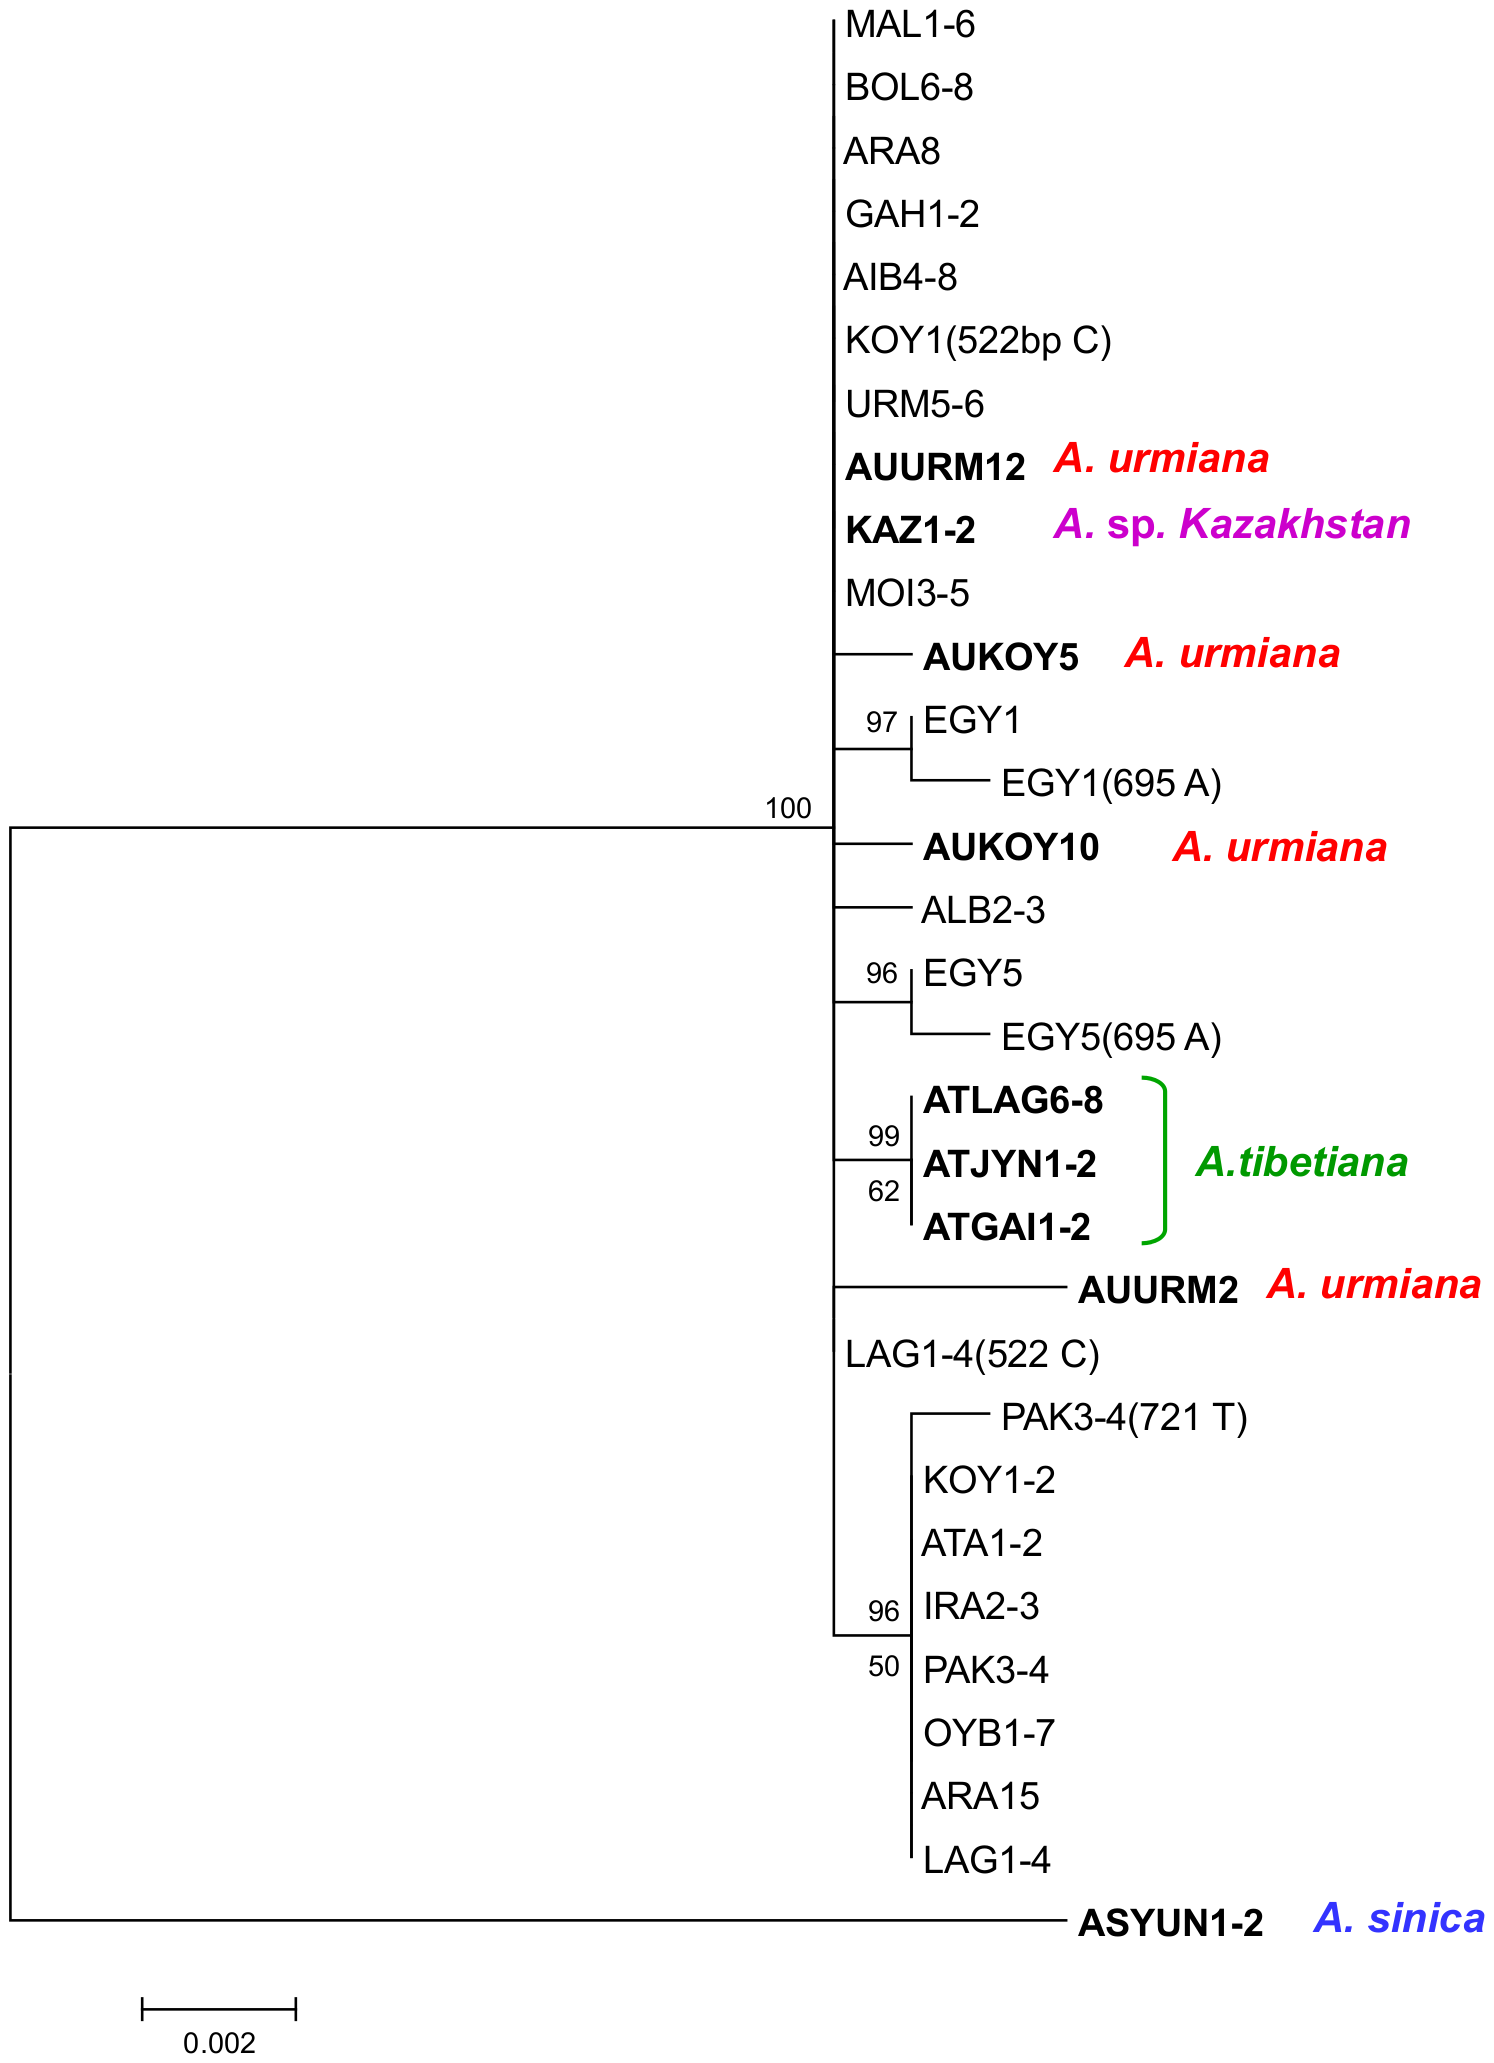 MAL1-6
BOL6-8
ARA8
GAH1-2
AIB4-8
KOY1(522bp C)
URM5-6
AUURM12 A. urmiana
KAZ1-2 A. sp. Kazakhstan
MOI3-5
AUKOY5 A. urmiana
97 EGY1
EGY1(695 A)
100
AUKOY10 A. urmiana
ALB2-3
96 EGY5
EGY5(695 A)
ATLAG6-8
99
ATJYN1-2 A.tibetiana
62
ATGAI1-2
AUURM2 A. urmiana
LAG1-4(522 C)
PAK3-4(721 T)
KOY1-2
ATA1-2
96 IRA2-3
50 PAK3-4
OYB1-7
ARA15
LAG1-4
ASYUN1-2 A. sinica
0.002